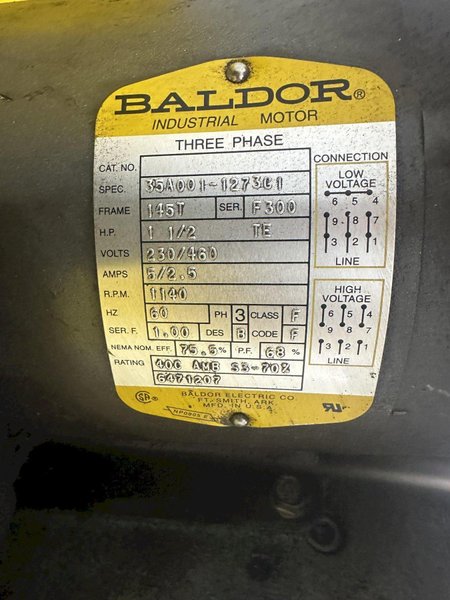 BALDOR®
INDUSTRIAL MOTOR
THREE PHASE
CAT. NO.
SPEC. 35A001-1273G1
FRAME 145T SER. F300
H.P. 1 1/2 TE
VOLTS 230/460
AMPS 5/2.5
R.P.M. 1140
HZ 60 PH 3 CLASS F
SER. F. 1.00 DES B CODE F
NEMA NOM. EFF. 75.5% P.F. 68%
RATING 40C AMB S3-70%
6471207
BALDOR ELECTRIC CO.
FT. SMITH, ARK.
MFD. IN U.S.A.
CONNECTION
LOW
VOLTAGE
6 5 4
9 8 7
3 2 1
LINE
HIGH
VOLTAGE
6 5 4
9 8 7
3 2 1
LINE